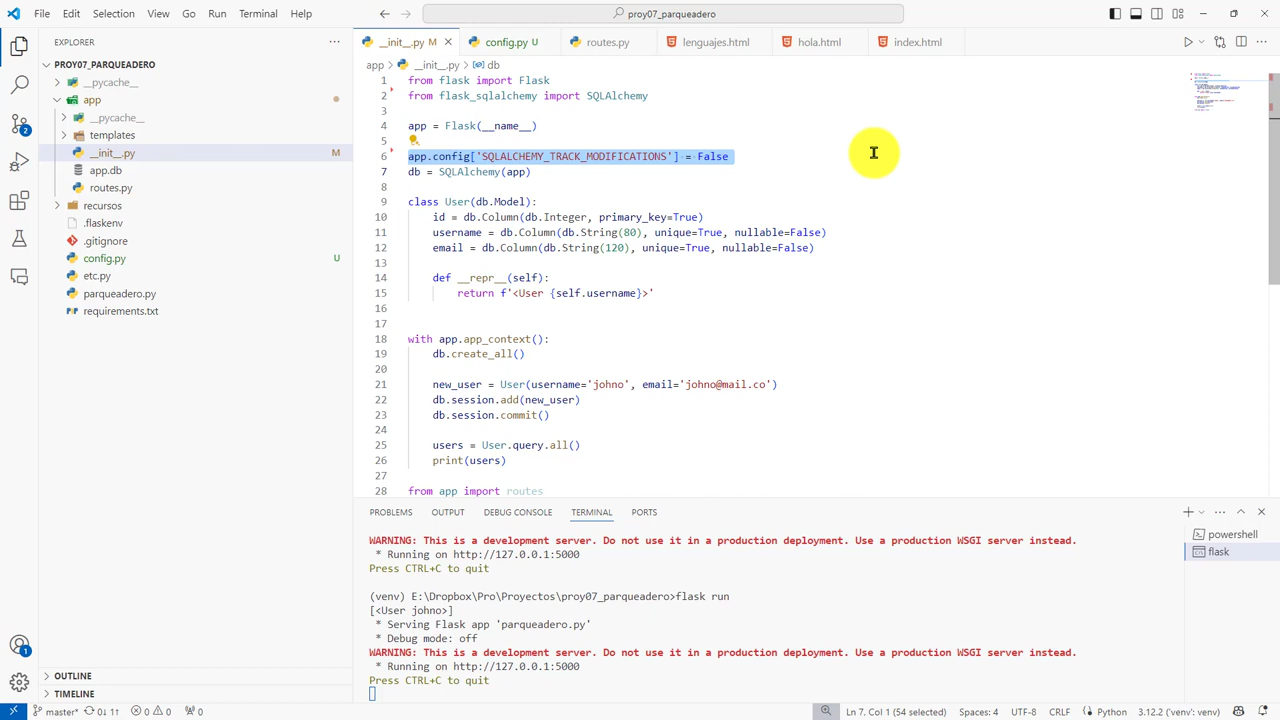 File Edit Selection View Go Run Terminal Help
proy07_parqueadero
EXPLORER
PROY07_PARQUEADERO
__pycache__
app
__pycache__
templates
__init__.py M
app.db
routes.py
recursos
.flaskenv
.gitignore
config.py U
etc.py
parqueadero.py
requirements.txt
OUTLINE
TIMELINE
__init__.py M
config.py U
routes.py
lenguajes.html
hola.html
index.html
app > __init__.py > db
1 from flask import Flask
2 from flask_sqlalchemy import SQLAlchemy
3
4 app = Flask(__name__)
5
6 app.config['SQLALCHEMY_TRACK_MODIFICATIONS'] = False
7 db = SQLAlchemy(app)
8
9 class User(db.Model):
10 id = db.Column(db.Integer, primary_key=True)
11 username = db.Column(db.String(80), unique=True, nullable=False)
12 email = db.Column(db.String(120), unique=True, nullable=False)
13
14 def __repr__(self):
15 return f'<User {self.username}>'
16
17
18 with app.app_context():
19 db.create_all()
20
21 new_user = User(username='johno', email='johno@mail.co')
22 db.session.add(new_user)
23 db.session.commit()
24
25 users = User.query.all()
26 print(users)
27
28 from app import routes
PROBLEMS OUTPUT DEBUG CONSOLE TERMINAL PORTS
WARNING: This is a development server. Do not use it in a production deployment. Use a production WSGI server instead.
* Running on http://127.0.0.1:5000
Press CTRL+C to quit
(venv) E:\Dropbox\Pro\Proyectos\proy07_parqueadero>flask run
[<User johno>]
* Serving Flask app 'parqueadero.py'
* Debug mode: off
WARNING: This is a development server. Do not use it in a production deployment. Use a production WSGI server instead.
* Running on http://127.0.0.1:5000
Press CTRL+C to quit
powershell
flask
2
1
master* 0↓ 1↑ 0 0 0
Ln 7, Col 1 (54 selected) Spaces: 4 UTF-8 CRLF Python 3.12.2 ('venv': venv)